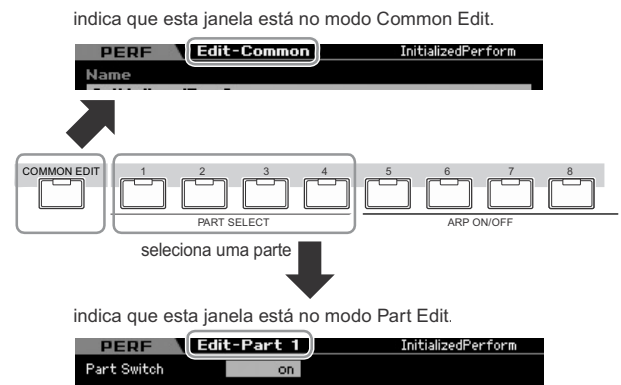 indica que esta janela está no modo Common Edit.
PERF Edit-Common InitializedPerform
Name
COMMON EDIT 1 2 3 4 5 6 7 8
PART SELECT ARP ON/OFF
seleciona uma parte
indica que esta janela está no modo Part Edit.
PERF Edit-Part 1 InitializedPerform
Part Switch on